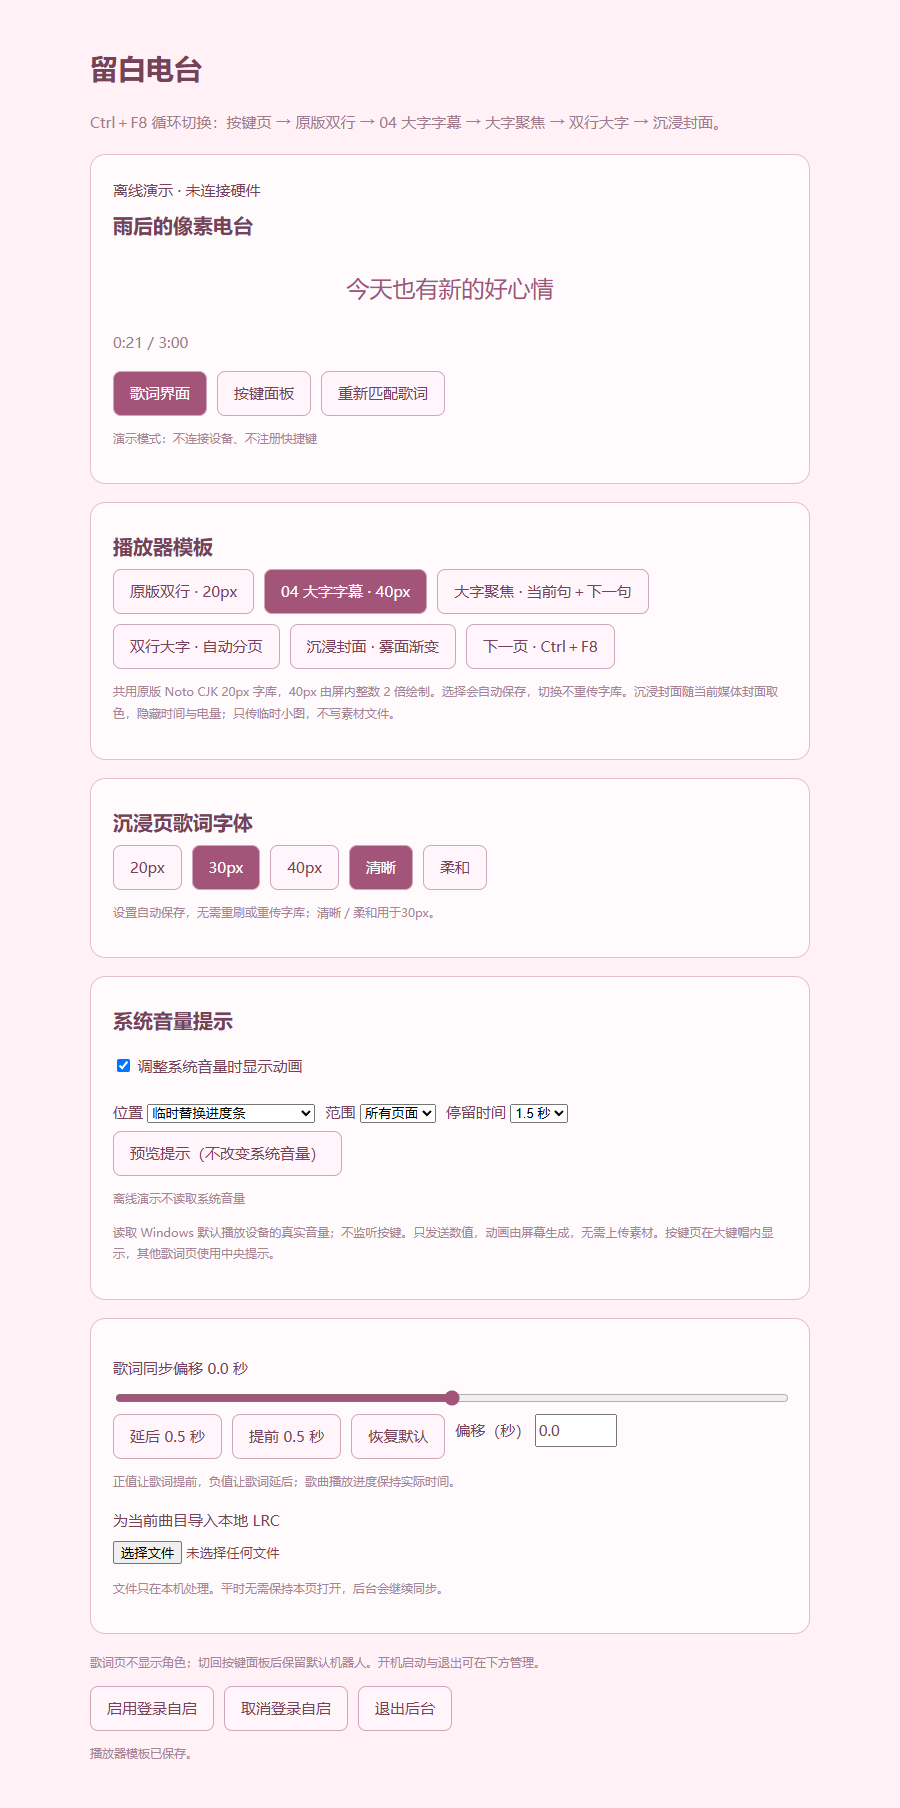 留白电台
Ctrl + F8 循环切换：按键页 → 原版双行 → 04 大字字幕 → 大字聚焦 → 双行大字 → 沉浸封面。
离线演示 · 未连接硬件
雨后的像素电台
今天也有新的好心情
0:21 / 3:00
歌词界面 按键面板 重新匹配歌词
演示模式：不连接设备、不注册快捷键
播放器模板
原版双行 · 20px 04 大字字幕 · 40px 大字聚焦 · 当前句 + 下一句
双行大字 · 自动分页 沉浸封面 · 雾面渐变 下一页 · Ctrl + F8
共用原版 Noto CJK 20px 字库，40px 由屏内整数 2 倍绘制。选择会自动保存，切换不重传字库。沉浸封面随当前媒体封面取
色，隐藏时间与电量；只传临时小图，不写素材文件。
沉浸页歌词字体
20px 30px 40px 清晰 柔和
设置自动保存，无需重刷或重传字库；清晰 / 柔和用于30px。
系统音量提示
调整系统音量时显示动画
位置 临时替换进度条 范围 所有页面 停留时间 1.5 秒
预览提示（不改变系统音量）
离线演示不读取系统音量
读取 Windows 默认播放设备的真实音量；不监听按键。只发送数值，动画由屏幕生成，无需上传素材。按键页在大键帽内显
示，其他歌词页使用中央提示。
歌词同步偏移 0.0 秒
延后 0.5 秒 提前 0.5 秒 恢复默认 偏移（秒） 0.0
正值让歌词提前，负值让歌词延后；歌曲播放进度保持实际时间。
为当前曲目导入本地 LRC
选择文件 未选择任何文件
文件只在本机处理。平时无需保持本页打开，后台会继续同步。
歌词页不显示角色；切回按键面板后保留默认机器人。开机启动与退出可在下方管理。
启用登录自启 取消登录自启 退出后台
播放器模板已保存。